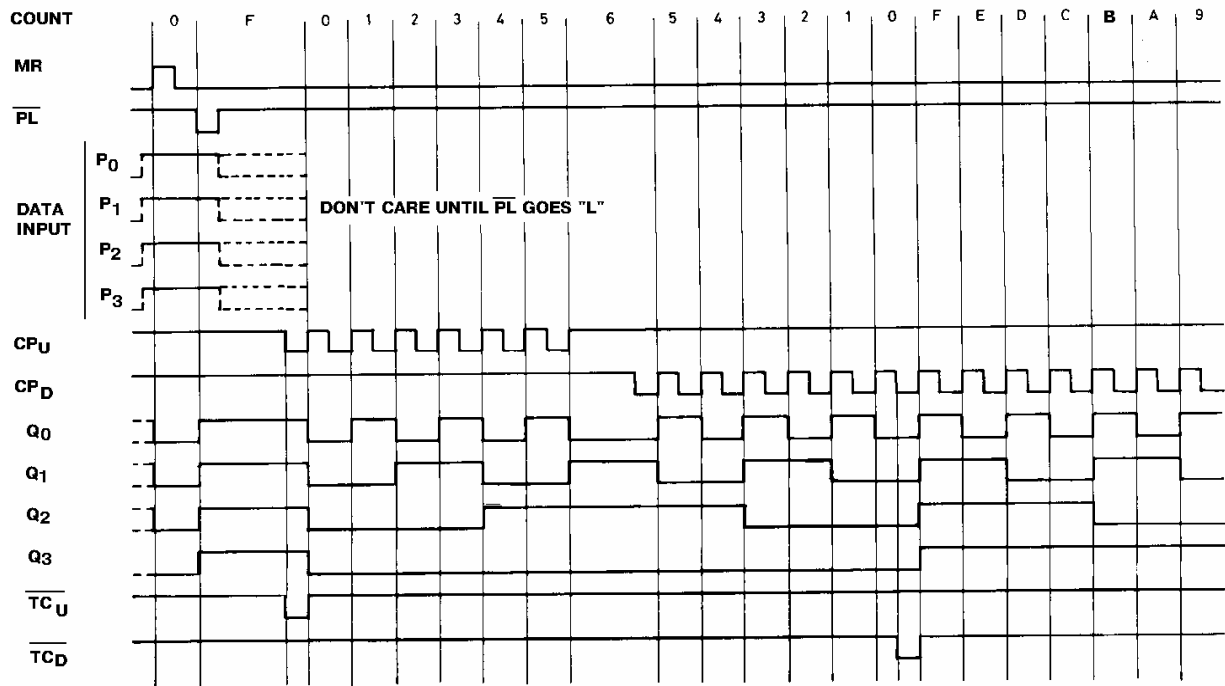 COUNT 0 F 0 1 2 3 4 5 6 5 4 3 2 1 0 F E D C B A 9
MR
PL
DATA INPUT
P0
P1 DON'T CARE UNTIL PL GOES "L"
P2
P3
CPU
CPD
Q0
Q1
Q2
Q3
TCU
TCD